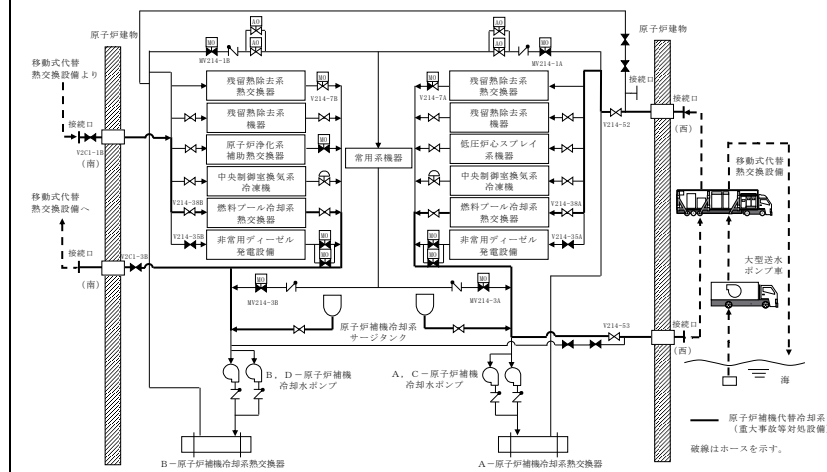 原子炉建物
原子炉建物
AO
AO
AO
AO
MO
MO
MV214-1B
MV214-1A
移動式代替
熱交換設備より
接続口
V2C1-1B
(南)
移動式代替
熱交換設備へ
接続口
V2C1-3B
(南)
残留熱除去系
熱交換器
MO
V214-7B
残留熱除去系
機器
原子炉浄化系
補助熱交換器
MO
中央制御室換気系
冷凍機
V214-38B
燃料プール冷却系
熱交換器
V214-35B
非常用ディーゼル
発電設備
MO
MO
常用系機器
MO
V214-7A
残留熱除去系
熱交換器
残留熱除去系
機器
低圧炉心スプレイ
系機器
中央制御室換気系
冷凍機
V214-38A
燃料プール冷却系
熱交換器
MO
MO
非常用ディーゼル
発電設備
V214-35A
接続口
V214-52
接続口
(西)
移動式代替
熱交換設備
大型送水
ポンプ車
MO
MV214-3B
MO
MV214-3A
原子炉補機冷却系
サージタンク
V214-53
接続口
(西)
海
B,D-原子炉補機
冷却水ポンプ
A,C-原子炉補機
冷却水ポンプ
B-原子炉補機冷却系熱交換器
A-原子炉補機冷却系熱交換器
原子炉補機代替冷却系
(重大事故等対処設備)
破線はホースを示す。